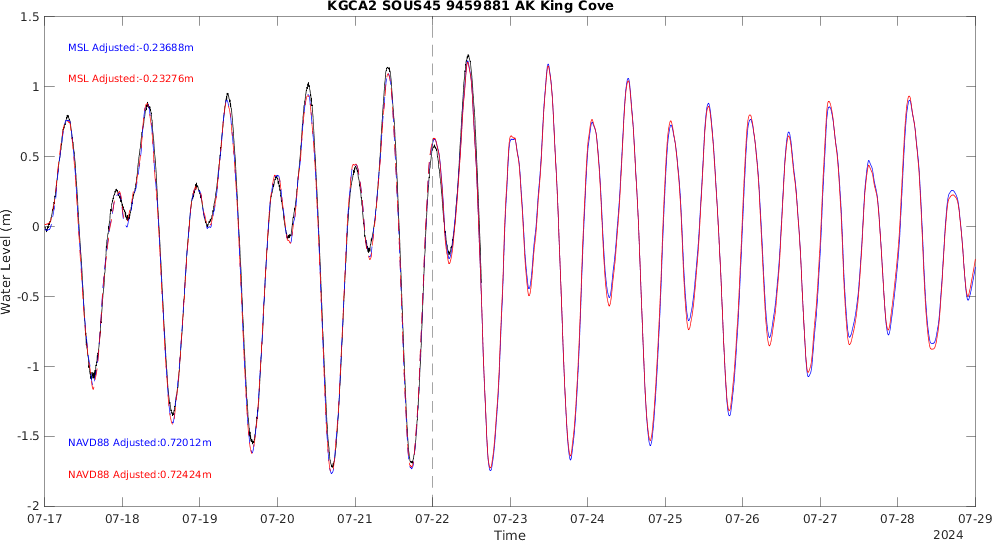 KGCA2 SOUS45 9459881 AK King Cove
MSL Adjusted:-0.23688m
MSL Adjusted:-0.23276m
NAVD88 Adjusted:0.72012m
NAVD88 Adjusted:0.72424m
Water Level (m)
1.5
1
0.5
0
-0.5
-1
-1.5
-2
07-17 07-18 07-19 07-20 07-21 07-22 07-23 07-24 07-25 07-26 07-27 07-28 07-29
Time
2024